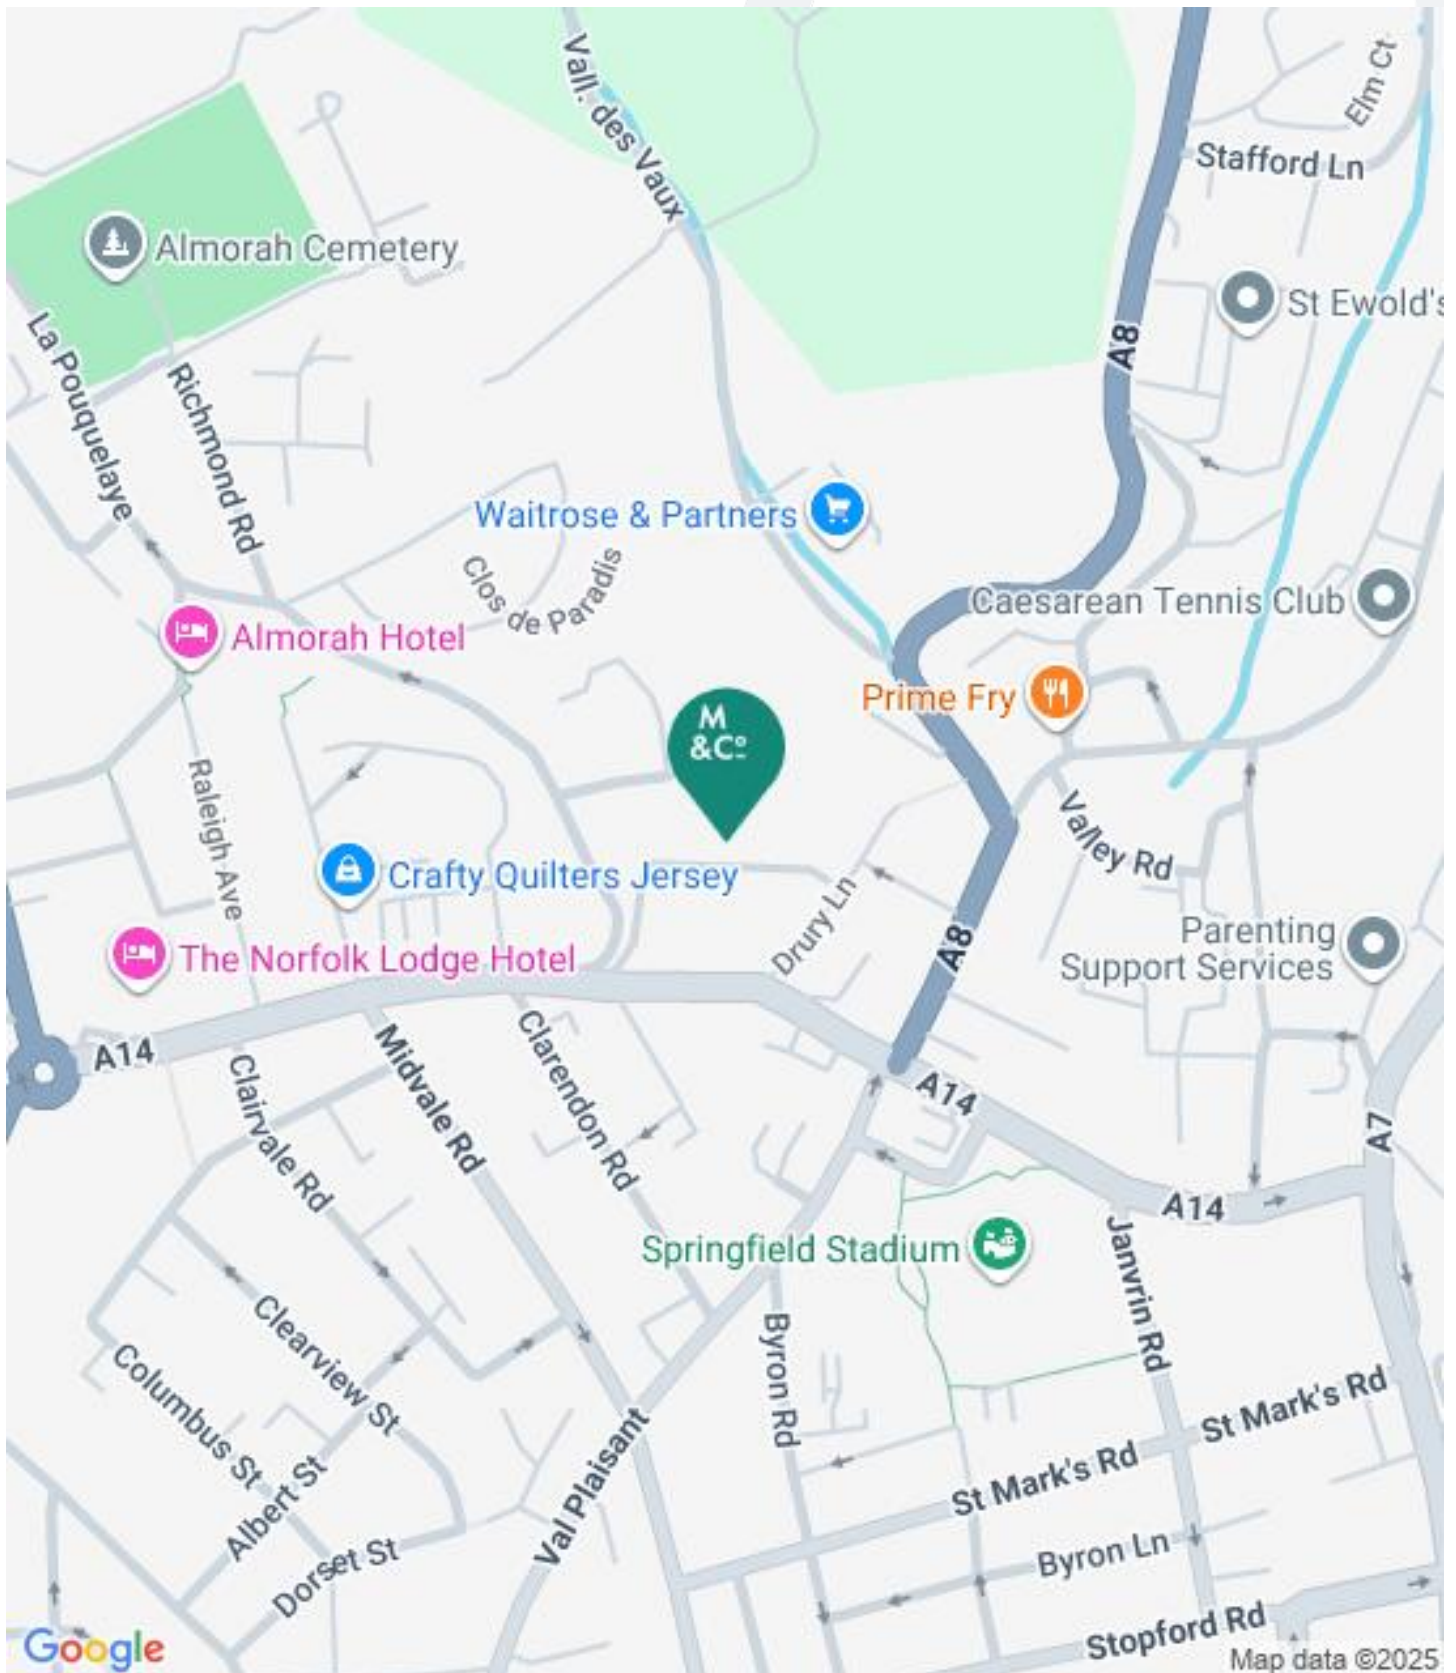 Vall. des Vaux
Elm Ct
Stafford Ln
Almorah Cemetery
St Ewold's
A8
La Pouquelaye
Richmond Rd
Waitrose & Partners
Clos de Paradis
Caesarean Tennis Club
Almorah Hotel
Prime Fry
M
&Cº
Raleigh Ave
Valley Rd
Crafty Quilters Jersey
Drury Ln
A8
Parenting
Support Services
The Norfolk Lodge Hotel
A14
Clairvale Rd
Midvale Rd
Clarendon Rd
A14
A7
A14
Springfield Stadium
Janvrin Rd
Clearview St
Byron Rd
Columbus St
St Mark's Rd
Albert St
Val Plaisant
St Mark's Rd
Dorset St
Byron Ln
Stopford Rd
Google
Map data ©2025